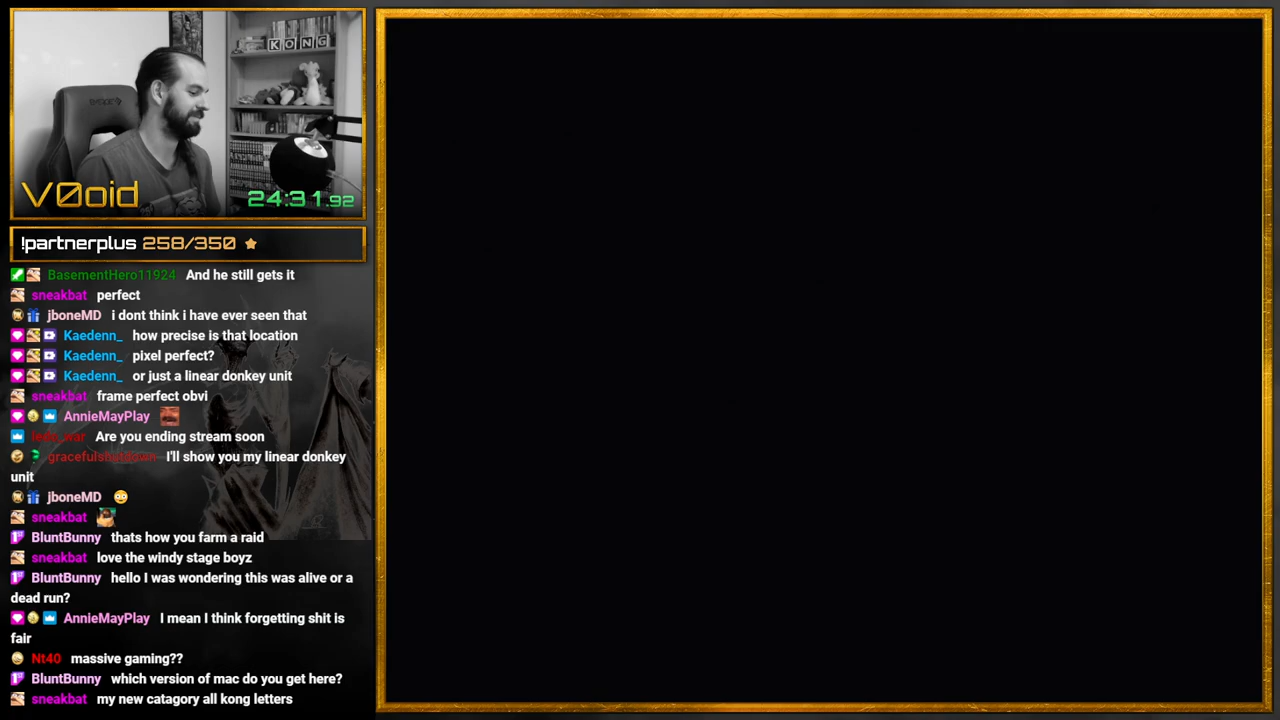 KONG
V0oid
24:31.92
!partnerplus 258/350
BasementHero11924 And he still gets it
sneakbat perfect
jboneMD i dont think i have ever seen that
Kaedenn_ how precise is that location
Kaedenn_ pixel perfect?
Kaedenn_ or just a linear donkey unit
sneakbat frame perfect obvi
AnnieMayPlay
Are you ending stream soon
I'll show you my linear donkey
unit
jboneMD
sneakbat
BluntBunny thats how you farm a raid
sneakbat love the windy stage boyz
BluntBunny hello I was wondering this was alive or a
dead run?
AnnieMayPlay I mean I think forgetting shit is
fair
Nt40 massive gaming??
BluntBunny which version of mac do you get here?
sneakbat my new catagory all kong letters